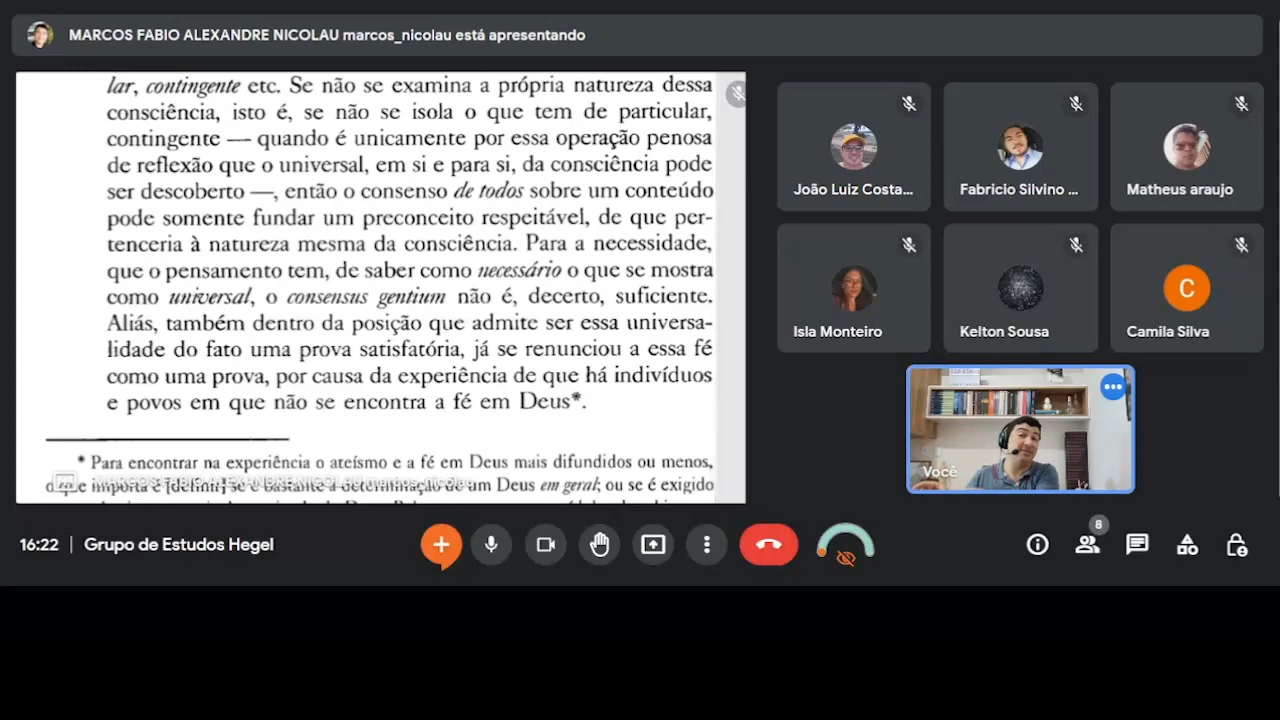 MARCOS FABIO ALEXANDRE NICOLAU marcos_nicolau está apresentando
lar, contingente etc. Se não se examina a própria natureza dessa
consciência, isto é, se não se isola o que tem de particular,
contingente — quando é unicamente por essa operação penosa
de reflexão que o universal, em si e para si, da consciência pode
ser descoberto —, então o consenso de todos sobre um conteúdo
pode somente fundar um preconceito respeitável, de que per-
tenceria à natureza mesma da consciência. Para a necessidade,
que o pensamento tem, de saber como necessário o que se mostra
como universal, o consensus gentium não é, decerto, suficiente.
Aliás, também dentro da posição que admite ser essa universa-
lidade do fato uma prova satisfatória, já se renunciou a essa fé
como uma prova, por causa da experiência de que há indivíduos
e povos em que não se encontra a fé em Deus*.
* Para encontrar na experiência o ateísmo e a fé em Deus mais difundidos ou menos,
o que importa é [definir] se é bastante a determinação de um Deus em geral; ou se é exigido
João Luiz Costa...
Fabricio Silvino ...
Matheus araujo
Isla Monteiro
Kelton Sousa
C
Camila Silva
Você
16:22 | Grupo de Estudos Hegel
8